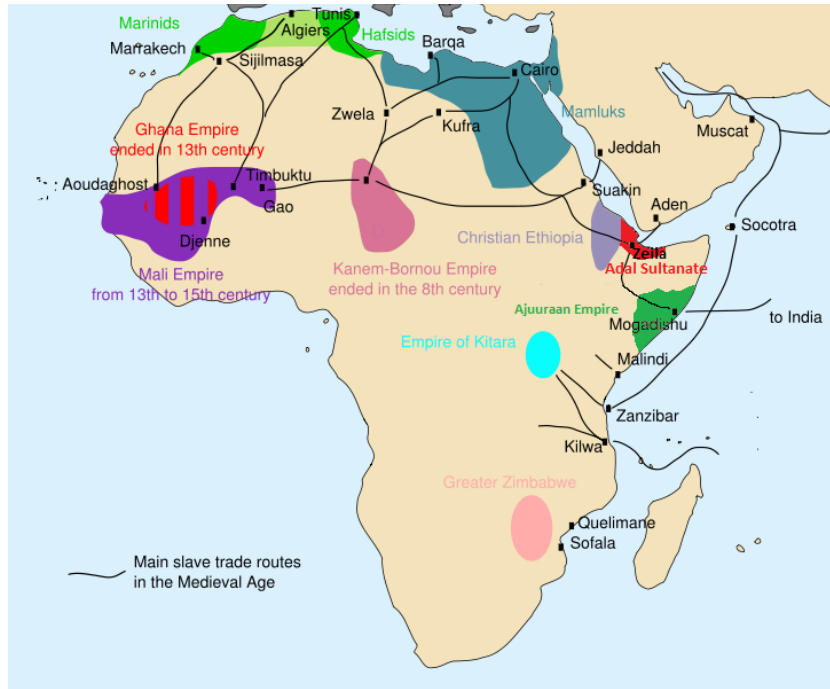 Marinids
Tunis
Algiers
Hafsids
Marrakech
Sijilmasa
Barqa
Cairo
Zwela
Kufra
Mamluks
Muscat
Ghana Empire
ended in 13th century
Jeddah
Aoudaghost
Timbuktu
Gao
Suakin
Aden
Socotra
Djenne
Christian Ethiopia
Zeila
Adal Sultanate
Mali Empire
from 13th to 15th century
Kanem-Bornou Empire
ended in the 8th century
Ajuuraan Empire
Mogadishu
to India
Empire of Kitara
Malindi
Zanzibar
Kilwa
Greater Zimbabwe
Quelimane
Sofala
Main slave trade routes
in the Medieval Age